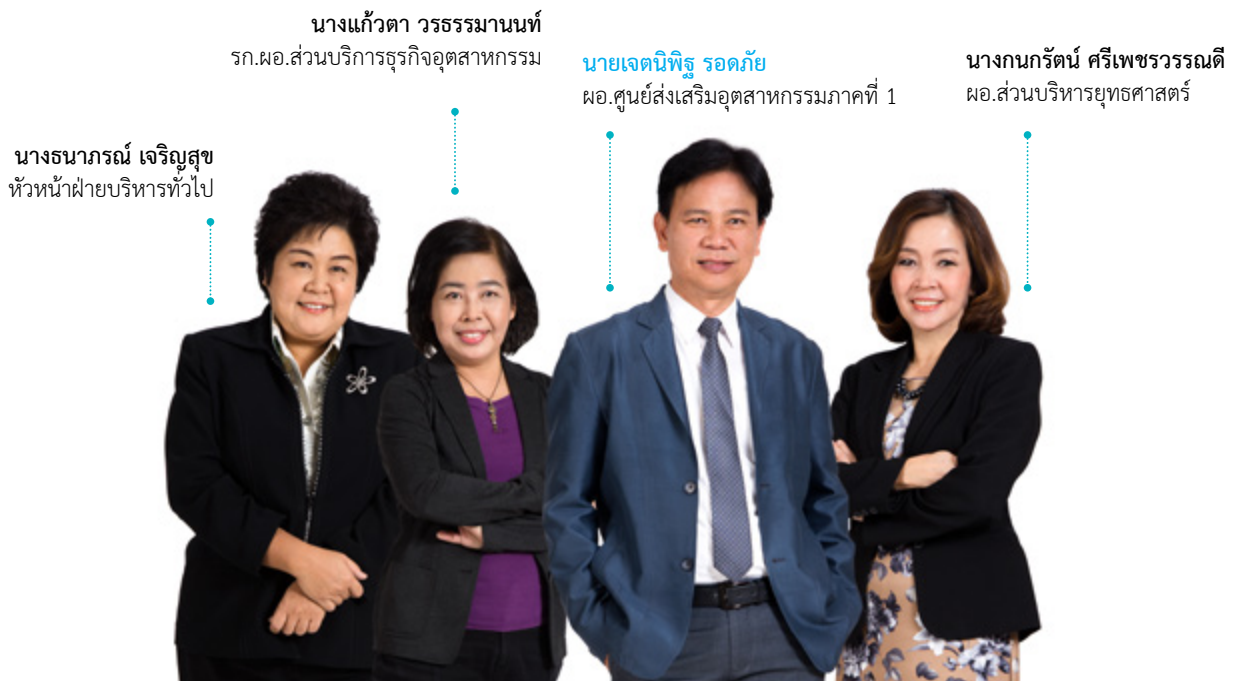 นางแก้วตา วรธรรมานนท์
รก.ผอ.ส่วนบริการธุรกิจอุตสาหกรรม
นายเจตนิพิฐ รอดภัย
ผอ.ศูนย์ส่งเสริมอุตสาหกรรมภาคที่ 1
นางกนกรัตน์ ศรีเพชรวรรณดี
ผอ.ส่วนบริหารยุทธศาสตร์
นางธนาภรณ์ เจริญสุข
หัวหน้าฝ่ายบริหารทั่วไป